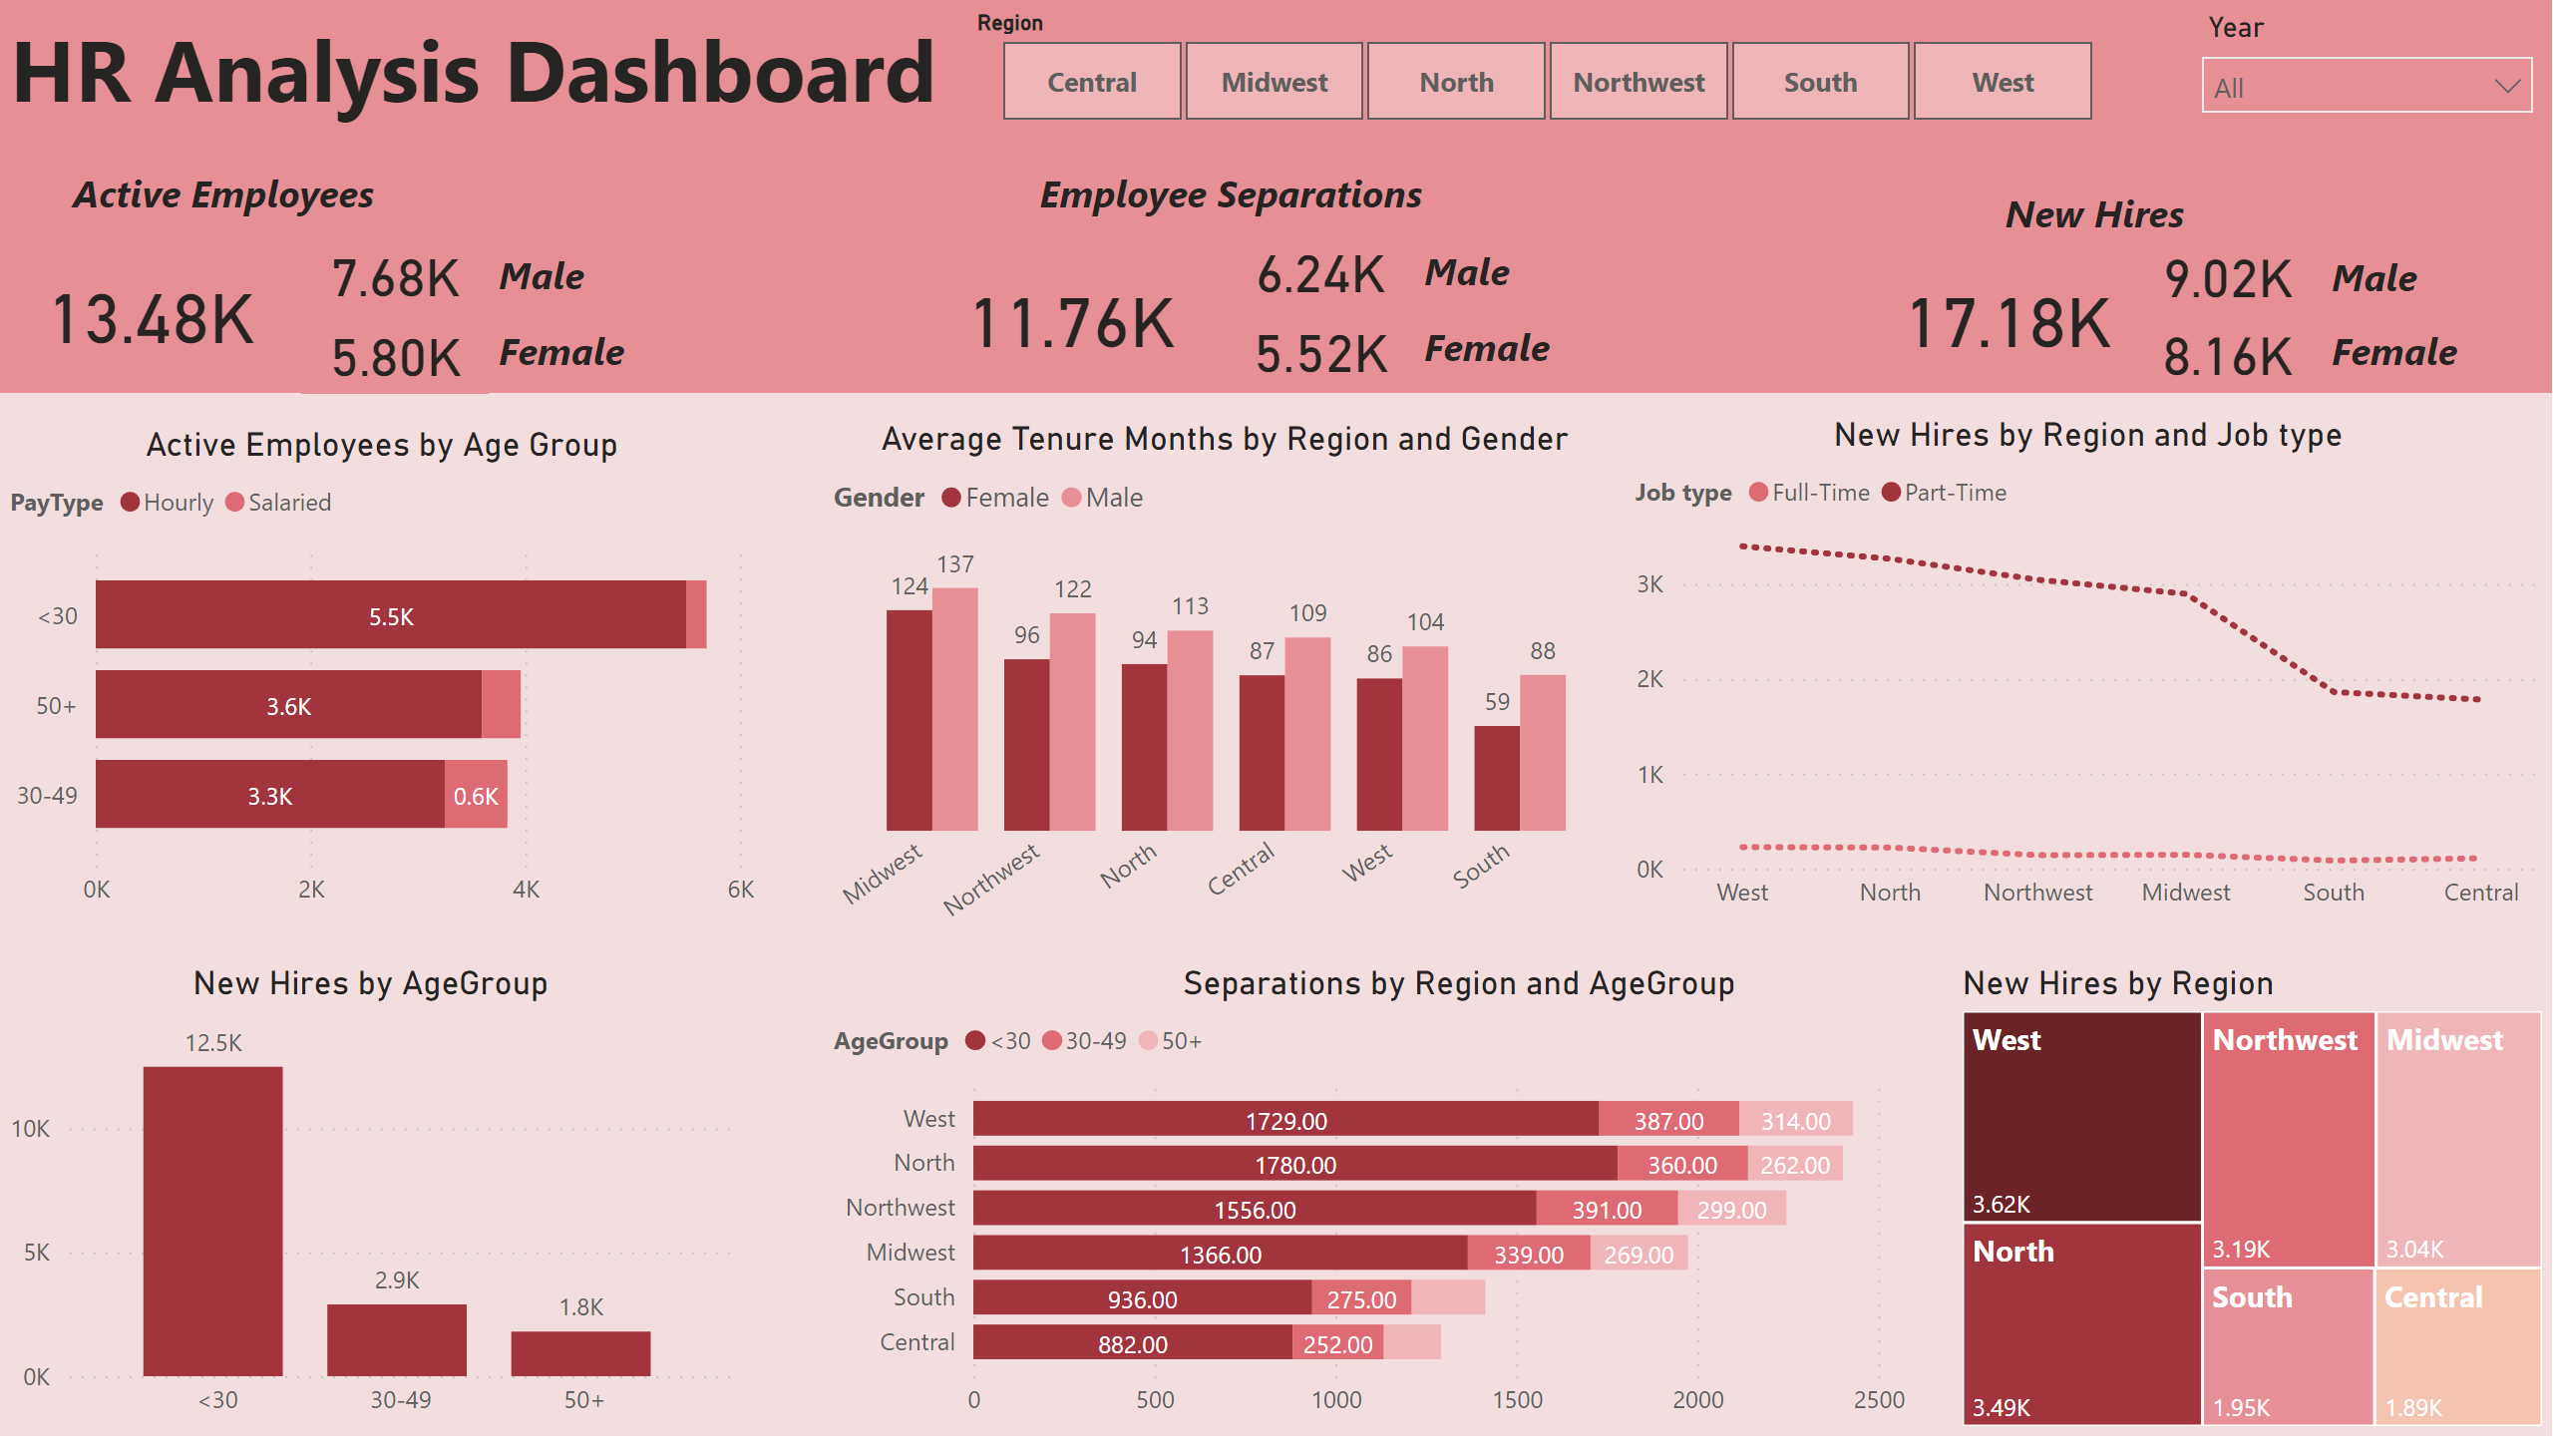 HR Analysis Dashboard
Region
Central Midwest North Northwest South West
Year
All
Active Employees
13.48K
7.68K Male
5.80K Female
Employee Separations
11.76K
6.24K Male
5.52K Female
New Hires
17.18K
9.02K Male
8.16K Female
Active Employees by Age Group
PayType Hourly Salaried
<30 5.5K
50+ 3.6K
30-49 3.3K 0.6K
0K 2K 4K 6K
Average Tenure Months by Region and Gender
Gender Female Male
124 137 96 122 94 113 87 109 86 104 59 88
Midwest Northwest North Central West South
New Hires by Region and Job type
Job type Full-Time Part-Time
3K
2K
1K
0K
West North Northwest Midwest South Central
New Hires by AgeGroup
12.5K
2.9K
1.8K
10K
5K
0K
<30 30-49 50+
Separations by Region and AgeGroup
AgeGroup <30 30-49 50+
West 1729.00 387.00 314.00
North 1780.00 360.00 262.00
Northwest 1556.00 391.00 299.00
Midwest 1366.00 339.00 269.00
South 936.00 275.00
Central 882.00 252.00
0 500 1000 1500 2000 2500
New Hires by Region
West
3.62K
North
3.49K
Northwest
3.19K
Midwest
3.04K
South
1.95K
Central
1.89K